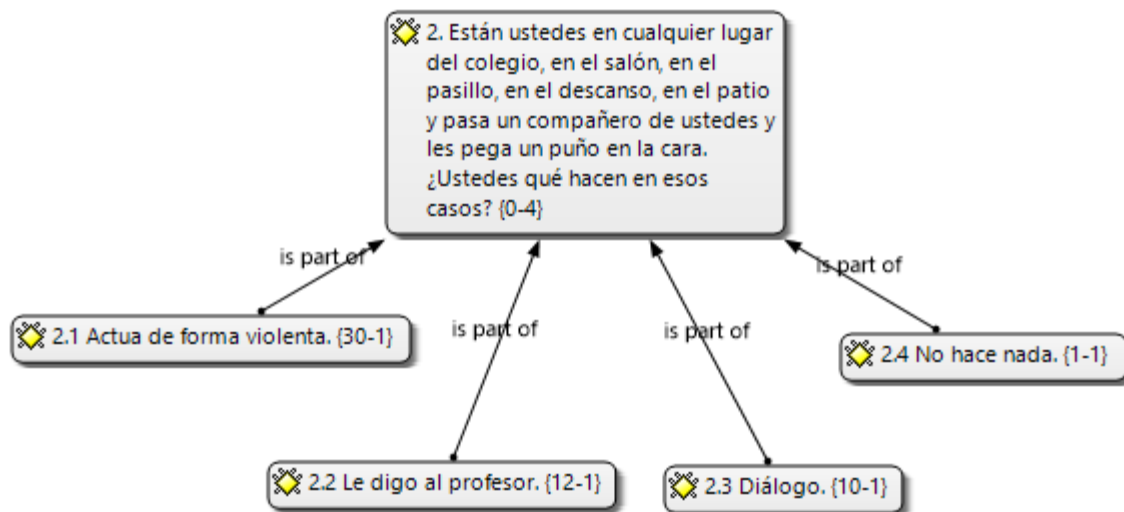 2. Están ustedes en cualquier lugar
del colegio, en el salón, en el
pasillo, en el descanso, en el patio
y pasa un compañero de ustedes y
les pega un puño en la cara.
¿Ustedes qué hacen en esos
casos? {0-4}
is part of
is part of
is part of
is part of
2.1 Actua de forma violenta. {30-1}
2.4 No hace nada. {1-1}
2.2 Le digo al profesor. {12-1}
2.3 Diálogo. {10-1}